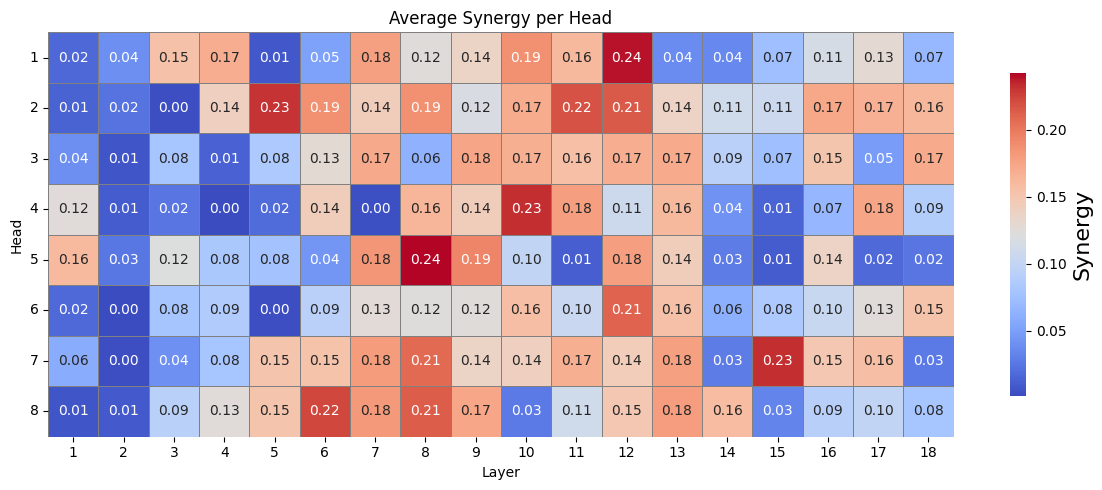 Average Synergy per Head
1 0.02 0.04 0.15 0.17 0.01 0.05 0.18 0.12 0.14 0.19 0.16 0.24 0.04 0.04 0.07 0.11 0.13 0.07
2 0.01 0.02 0.00 0.14 0.23 0.19 0.14 0.19 0.12 0.17 0.22 0.21 0.14 0.11 0.11 0.17 0.17 0.16
3 0.04 0.01 0.08 0.01 0.08 0.13 0.17 0.06 0.18 0.17 0.16 0.17 0.17 0.09 0.07 0.15 0.05 0.17
4 0.12 0.01 0.02 0.00 0.02 0.14 0.00 0.16 0.14 0.23 0.18 0.11 0.16 0.04 0.01 0.07 0.18 0.09
5 0.16 0.03 0.12 0.08 0.08 0.04 0.18 0.24 0.19 0.10 0.01 0.18 0.14 0.03 0.01 0.14 0.02 0.02
6 0.02 0.00 0.08 0.09 0.00 0.09 0.13 0.12 0.12 0.16 0.10 0.21 0.16 0.06 0.08 0.10 0.13 0.15
7 0.06 0.00 0.04 0.08 0.15 0.15 0.18 0.21 0.14 0.14 0.17 0.14 0.18 0.03 0.23 0.15 0.16 0.03
8 0.01 0.01 0.09 0.13 0.15 0.22 0.18 0.21 0.17 0.03 0.11 0.15 0.18 0.16 0.03 0.09 0.10 0.08
1 2 3 4 5 6 7 8 9 10 11 12 13 14 15 16 17 18
Layer
Head
0.20
0.15
0.10
0.05
Synergy